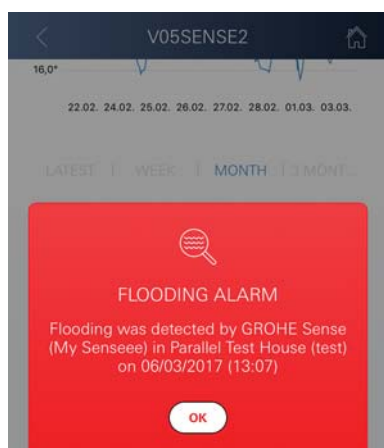 V05SENSE2
16,0°
22.02. 24.02. 25.02. 26.02. 27.02. 28.02. 01.03. 03.03.
LATEST | WEEK | MONTH | 3 MONT...
FLOODING ALARM
Flooding was detected by GROHE Sense
(My Senseee) in Parallel Test House (test)
on 06/03/2017 (13:07)
OK